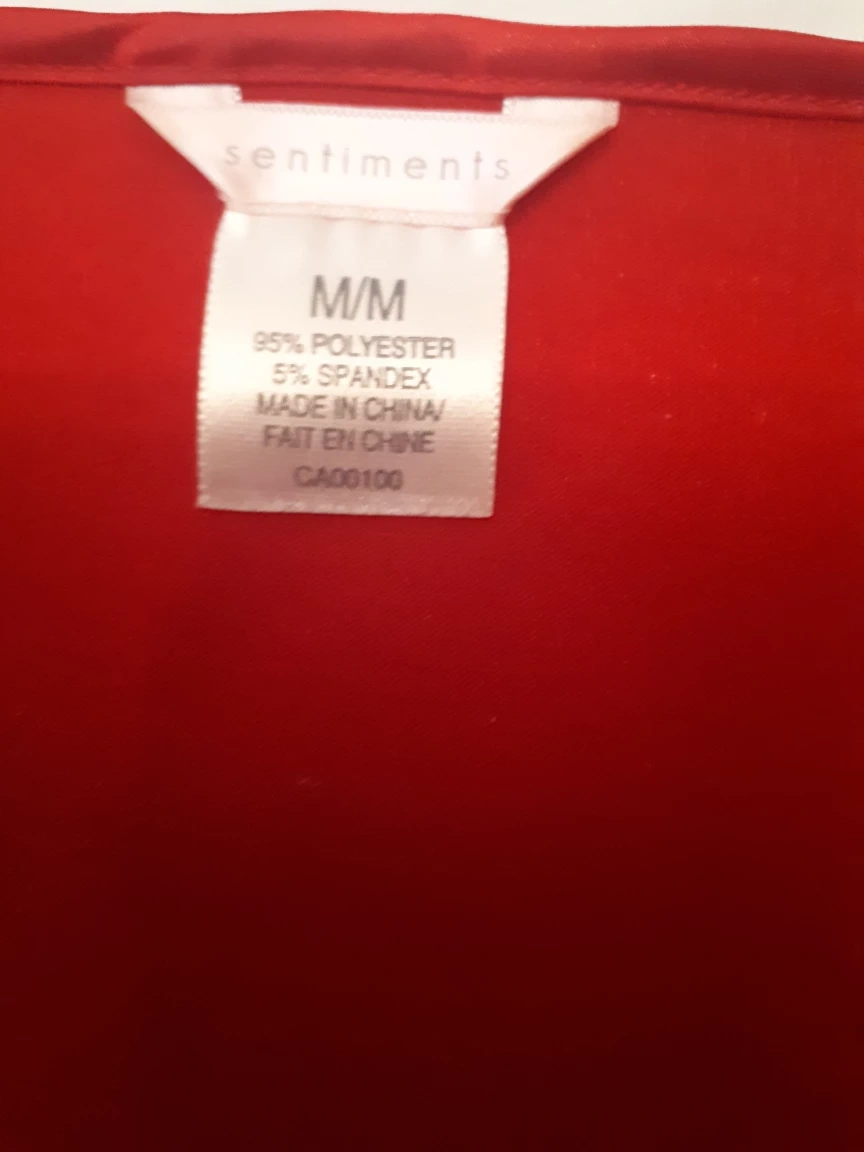 sentiments
M/M
95% POLYESTER
5% SPANDEX
MADE IN CHINA/
FAIT EN CHINE
CA00100